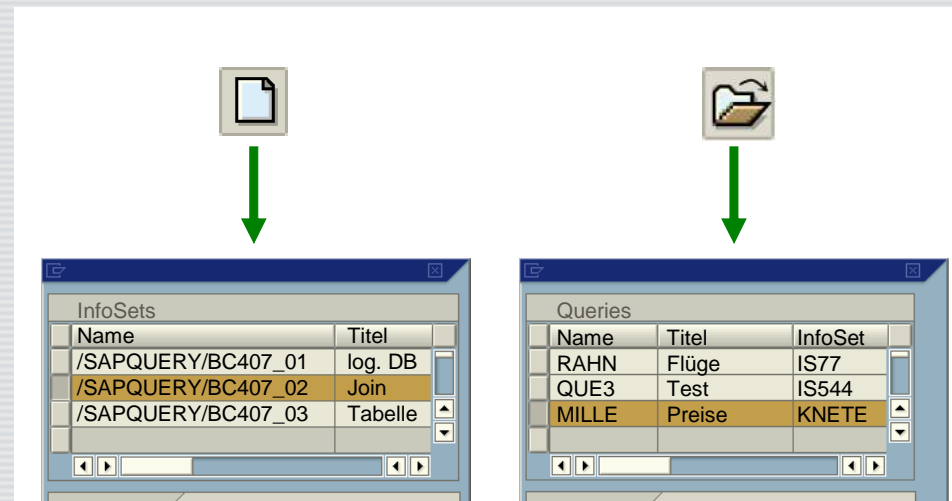 InfoSets
Name Titel
/SAPQUERY/BC407_01 log. DB
/SAPQUERY/BC407_02 Join
/SAPQUERY/BC407_03 Tabelle
Queries
Name Titel InfoSet
RAHN Flüge IS77
QUE3 Test IS544
MILLE Preise KNETE